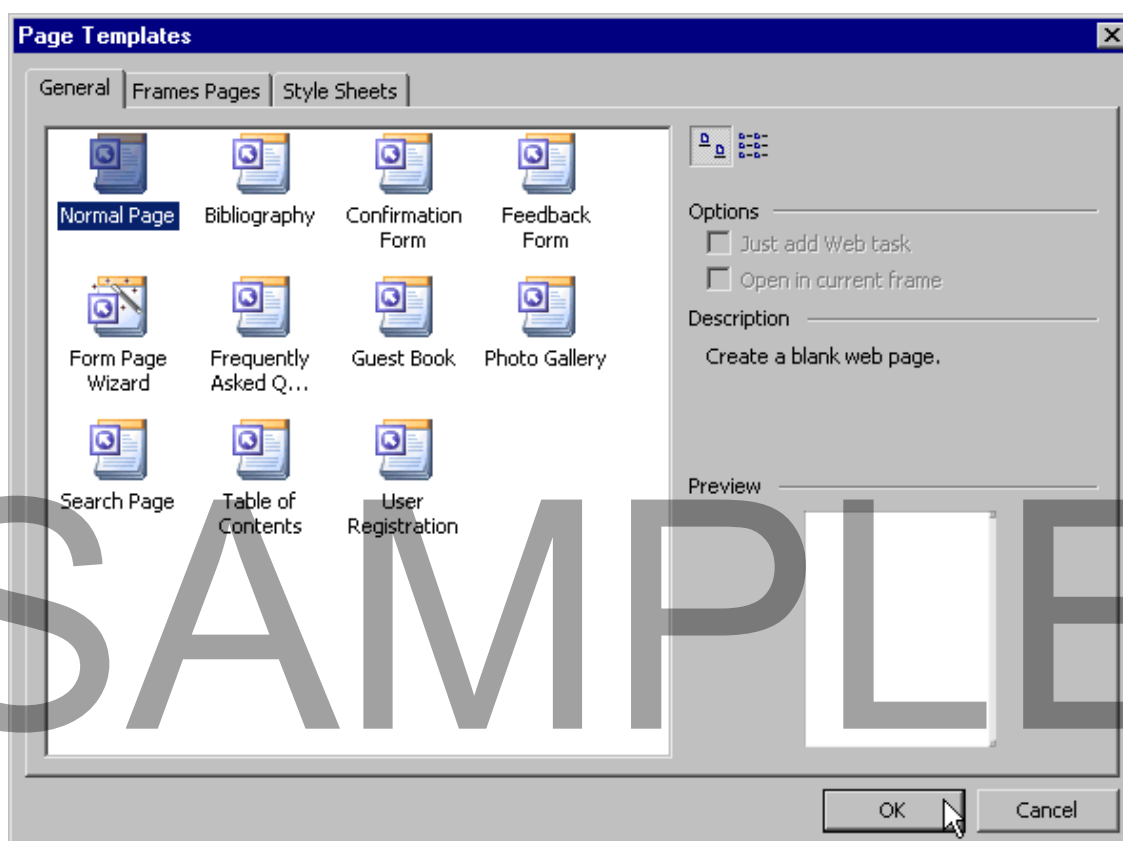 Page Templates
General Frames Pages Style Sheets
Normal Page Bibliography Confirmation Form Feedback Form
Form Page Wizard Frequently Asked Q... Guest Book Photo Gallery
Search Page Table of Contents User Registration
Options
Just add Web task
Open in current frame
Description
Create a blank web page.
Preview
SAMPLE
OK Cancel